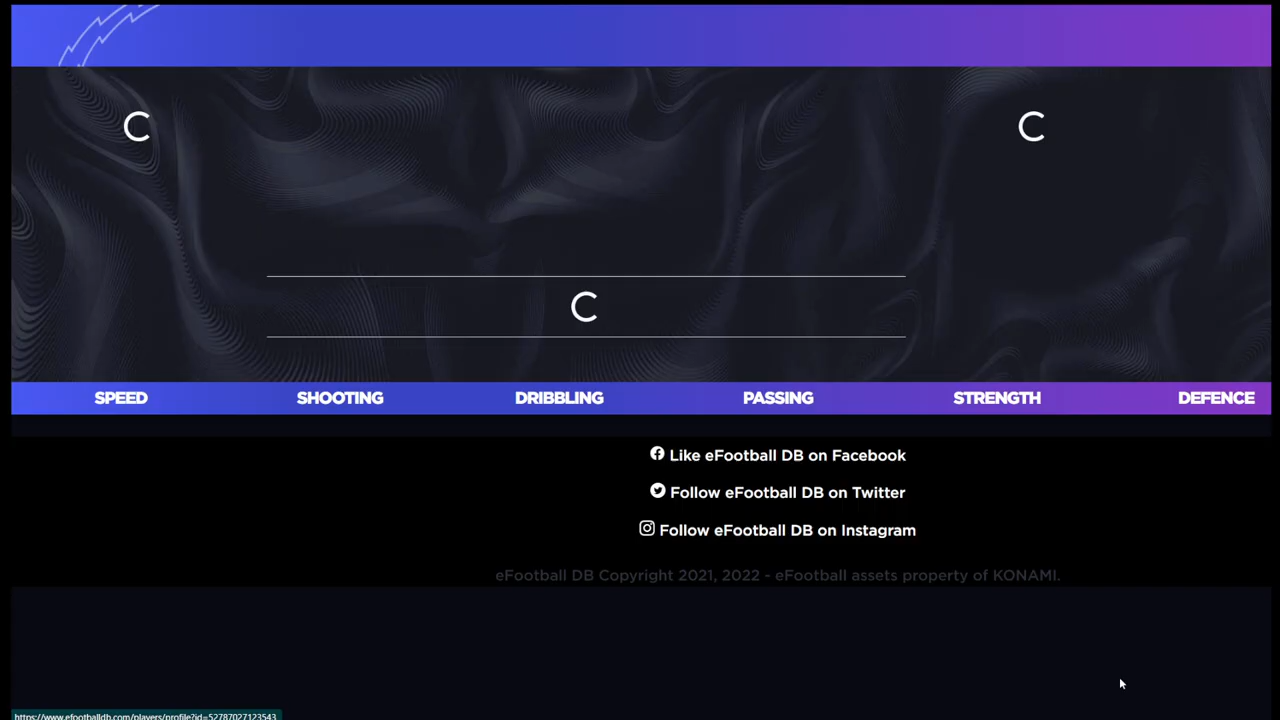 SPEED SHOOTING DRIBBLING PASSING STRENGTH DEFENCE
Like eFootball DB on Facebook
Follow eFootball DB on Twitter
Follow eFootball DB on Instagram
eFootball DB Copyright 2021, 2022 - eFootball assets property of KONAMI.
https://www.efootballdb.com/players/profile?id=52787027123543